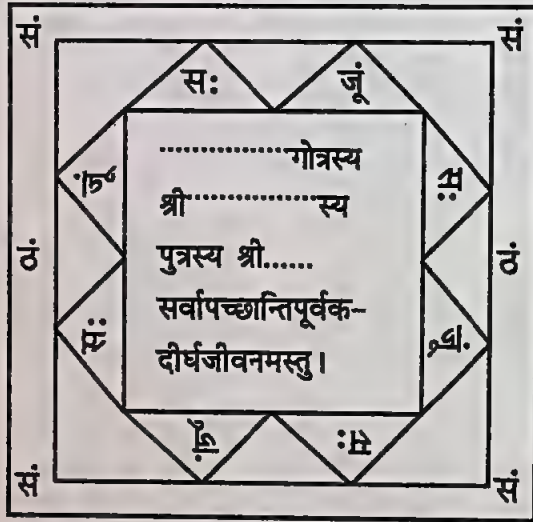 सं सं
सः जूं
जूं सः
ठं ठं
सः जूं
जूं सः
सं सं
..............गोत्रस्य
श्री..............स्य
पुत्रस्य श्री......
सर्वापच्छान्तिपूर्वक-
दीर्घजीवनमस्तु।